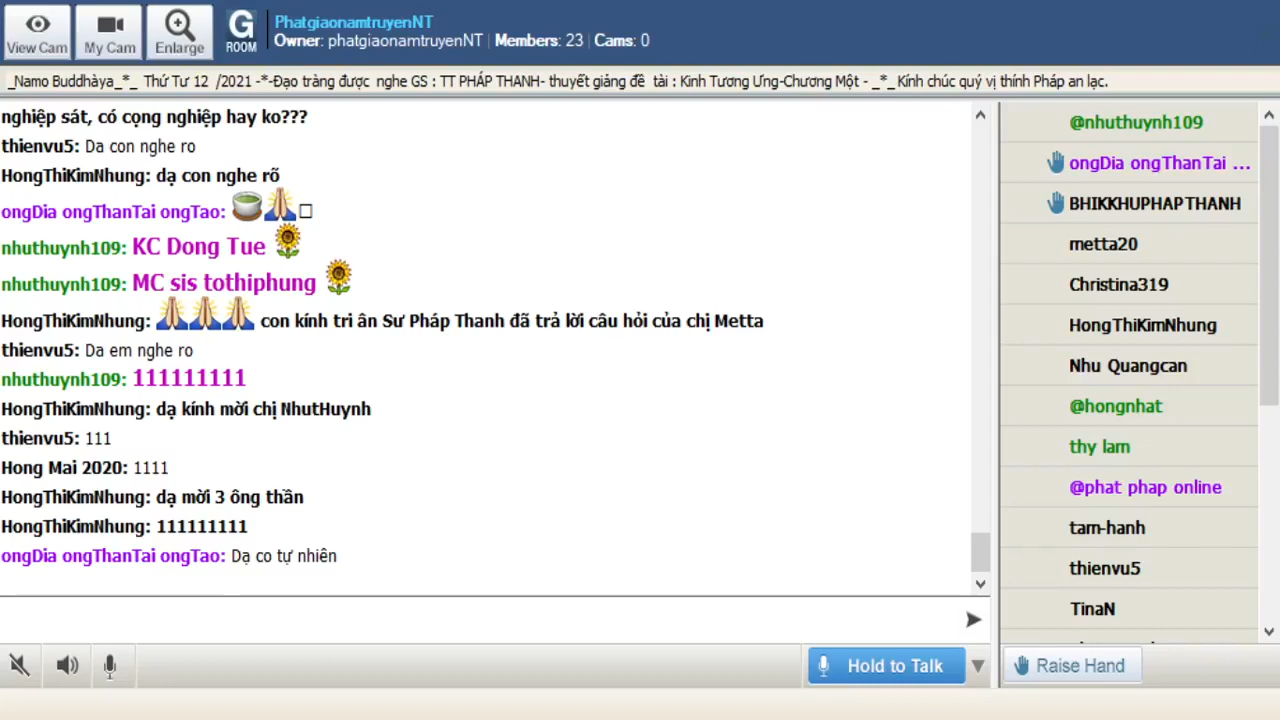 View Cam
My Cam
Enlarge
G
ROOM
PhatgiaonamtruyenNT
Owner: phatgiaonamtruyenNT | Members: 23 | Cams: 0
_Namo Buddhàya_*_ Thứ Tư 12 /2021 -*-Đạo tràng được nghe GS : TT PHÁP THANH- thuyết giảng đề tài : Kinh Tương Ưng-Chương Một - _*_ Kính chúc quý vị thính Pháp an lạc.
nghiệp sát, có cọng nghiệp hay ko???
thienvu5: Da con nghe ro
HongThiKimNhung: dạ con nghe rõ
ongDia ongThanTai ongTao:
nhuthuynh109: KC Dong Tue
nhuthuynh109: MC sis tothiphung
HongThiKimNhung: con kính tri ân Sư Pháp Thanh đã trả lời câu hỏi của chị Metta
thienvu5: Da em nghe ro
nhuthuynh109: 111111111
HongThiKimNhung: dạ kính mời chị NhutHuynh
thienvu5: 111
Hong Mai 2020: 1111
HongThiKimNhung: dạ mời 3 ông thần
HongThiKimNhung: 111111111
ongDia ongThanTai ongTao: Dạ co tự nhiên
@nhuthuynh109
ongDia ongThanTai ...
BHIKKHUPHAPTHANH
metta20
Christina319
HongThiKimNhung
Nhu Quangcan
@hongnhat
thy lam
@phat phap online
tam-hanh
thienvu5
TinaN
Hold to Talk
Raise Hand